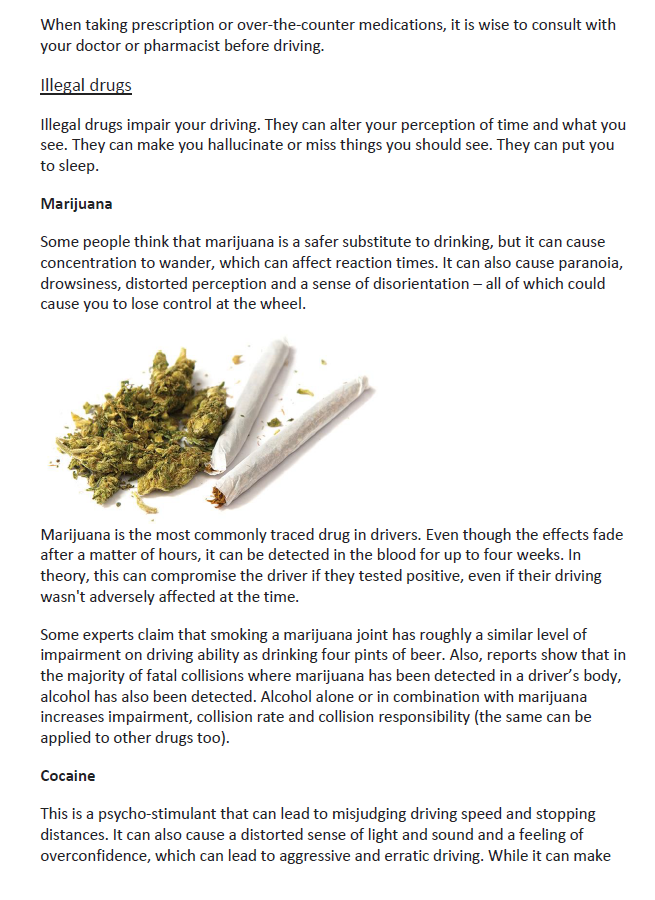 When taking prescription or over-the-counter medications, it is wise to consult with
your doctor or pharmacist before driving.
Illegal drugs
Illegal drugs impair your driving. They can alter your perception of time and what you
see. They can make you hallucinate or miss things you should see. They can put you
to sleep.
Marijuana
Some people think that marijuana is a safer substitute to drinking, but it can cause
concentration to wander, which can affect reaction times. It can also cause paranoia,
drowsiness, distorted perception and a sense of disorientation – all of which could
cause you to lose control at the wheel.
Marijuana is the most commonly traced drug in drivers. Even though the effects fade
after a matter of hours, it can be detected in the blood for up to four weeks. In
theory, this can compromise the driver if they tested positive, even if their driving
wasn't adversely affected at the time.
Some experts claim that smoking a marijuana joint has roughly a similar level of
impairment on driving ability as drinking four pints of beer. Also, reports show that in
the majority of fatal collisions where marijuana has been detected in a driver’s body,
alcohol has also been detected. Alcohol alone or in combination with marijuana
increases impairment, collision rate and collision responsibility (the same can be
applied to other drugs too).
Cocaine
This is a psycho-stimulant that can lead to misjudging driving speed and stopping
distances. It can also cause a distorted sense of light and sound and a feeling of
overconfidence, which can lead to aggressive and erratic driving. While it can make